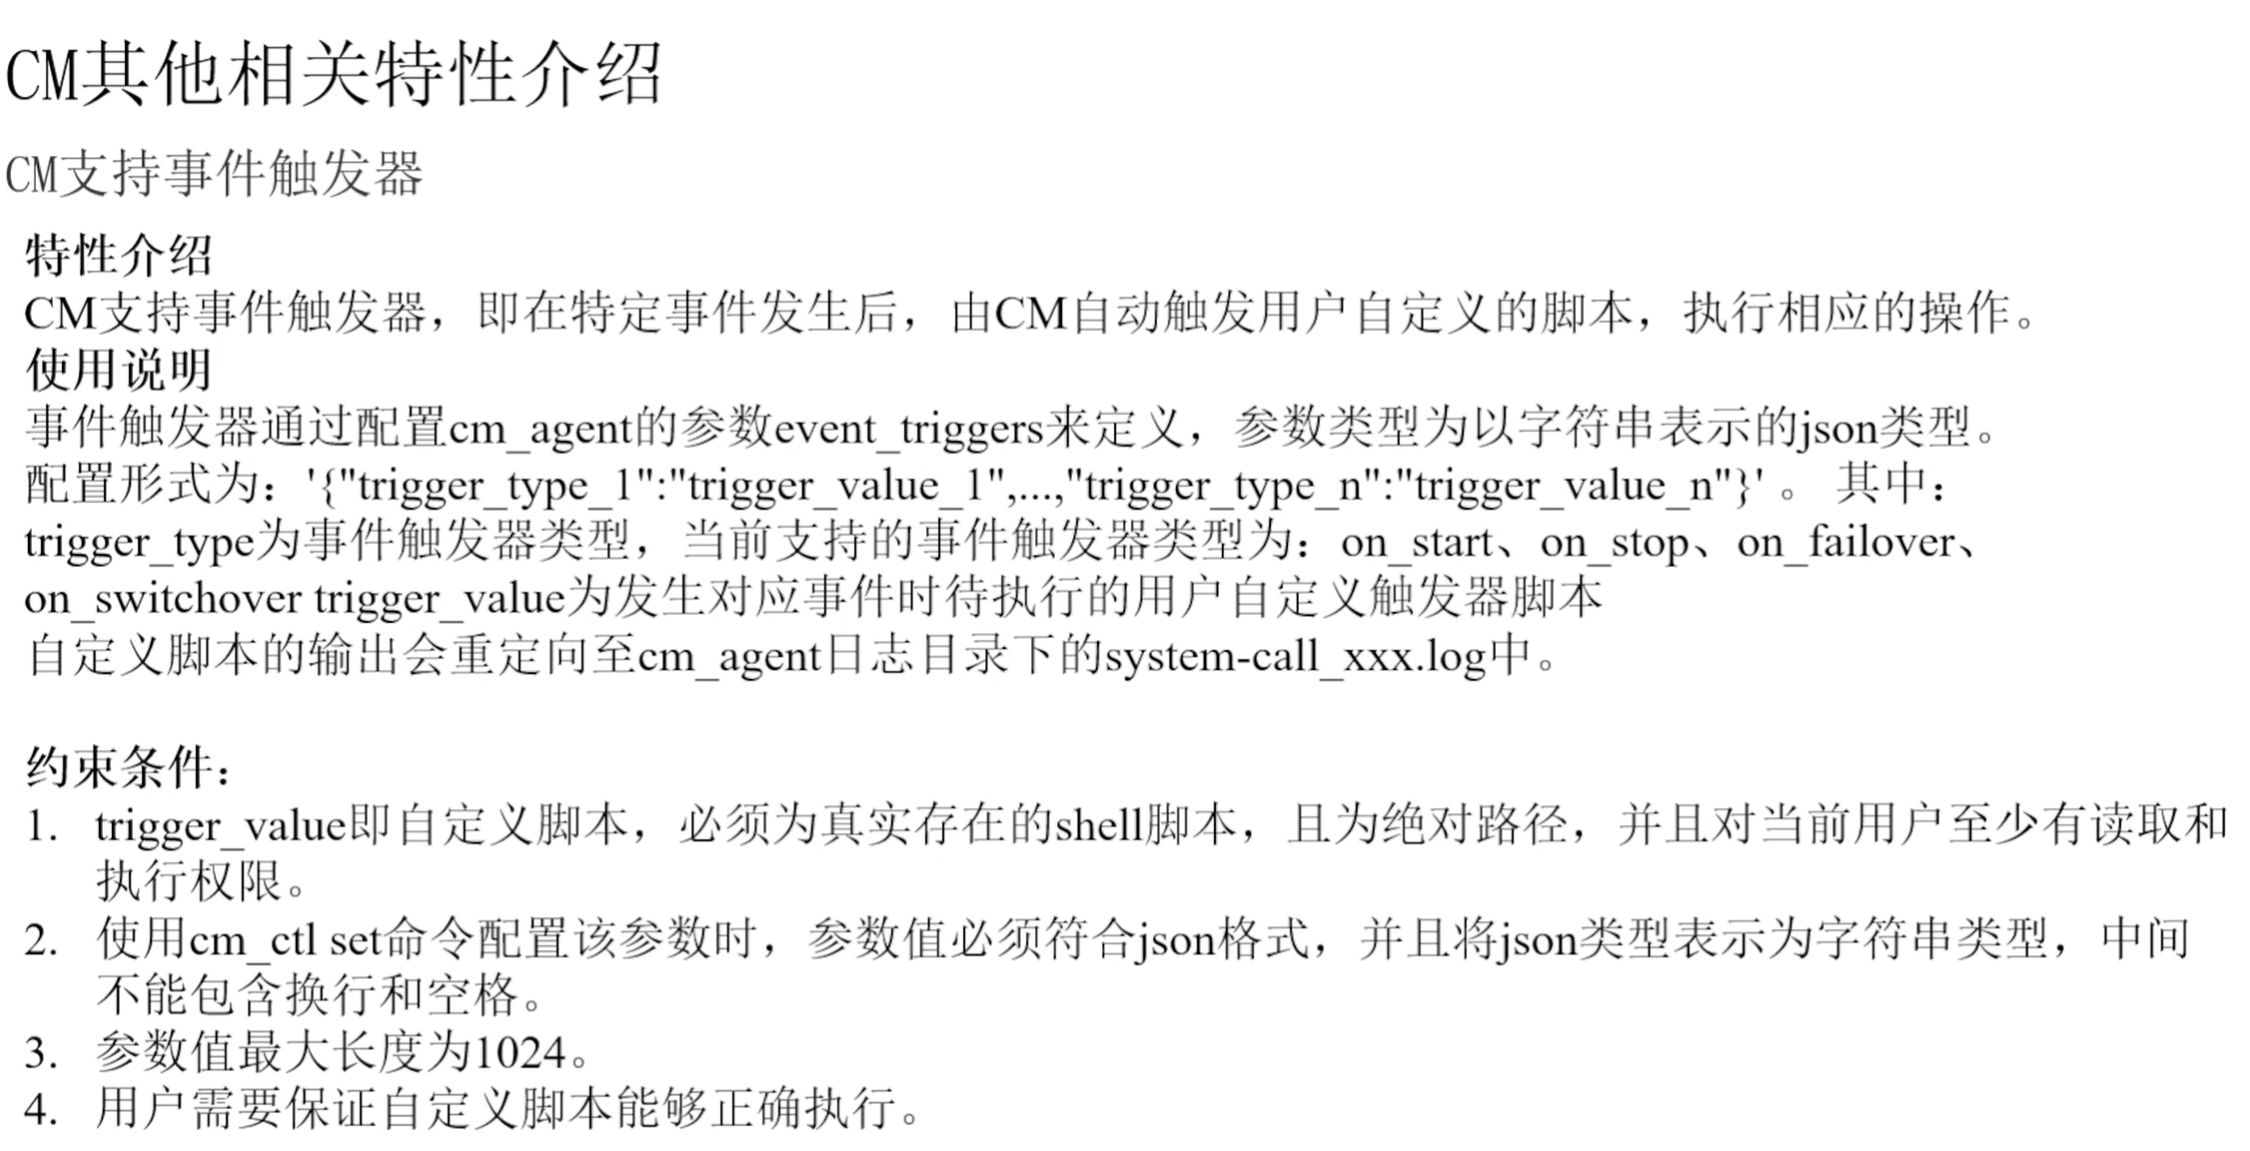 CM其他相关特性介绍
CM支持事件触发器
特性介绍
CM支持事件触发器，即在特定事件发生后，由CM自动触发用户自定义的脚本，执行相应的操作。
使用说明
事件触发器通过配置cm_agent的参数event_triggers来定义，参数类型为以字符串表示的json类型。
配置形式为：'{"trigger_type_1":"trigger_value_1",...,"trigger_type_n":"trigger_value_n"}' 。 其中：
trigger_type为事件触发器类型，当前支持的事件触发器类型为：on_start、on_stop、on_failover、
on_switchover trigger_value为发生对应事件时待执行的用户自定义触发器脚本
自定义脚本的输出会重定向至cm_agent日志目录下的system-call_xxx.log中。
约束条件：
1. trigger_value即自定义脚本，必须为真实存在的shell脚本，且为绝对路径，并且对当前用户至少有读取和
执行权限。
2. 使用cm_ctl set命令配置该参数时，参数值必须符合json格式，并且将json类型表示为字符串类型，中间
不能包含换行和空格。
3. 参数值最大长度为1024。
4. 用户需要保证自定义脚本能够正确执行。